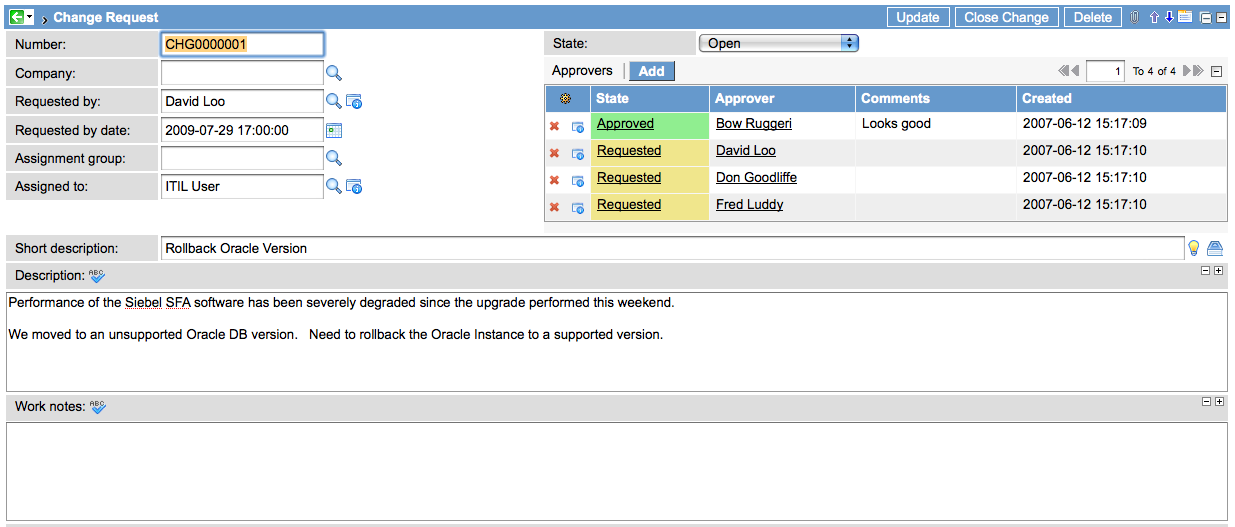 Change Request Update Close Change Delete
Number: CHG0000001
Company:
Requested by: David Loo
Requested by date: 2009-07-29 17:00:00
Assignment group:
Assigned to: ITIL User
State: Open
Approvers Add 1 To 4 of 4
State Approver Comments Created
Approved Bow Ruggeri Looks good 2007-06-12 15:17:09
Requested David Loo 2007-06-12 15:17:10
Requested Don Goodliffe 2007-06-12 15:17:10
Requested Fred Luddy 2007-06-12 15:17:10
Short description: Rollback Oracle Version
Description: ABC
Performance of the Siebel SFA software has been severely degraded since the upgrade performed this weekend.
We moved to an unsupported Oracle DB version. Need to rollback the Oracle Instance to a supported version.
Work notes: ABC